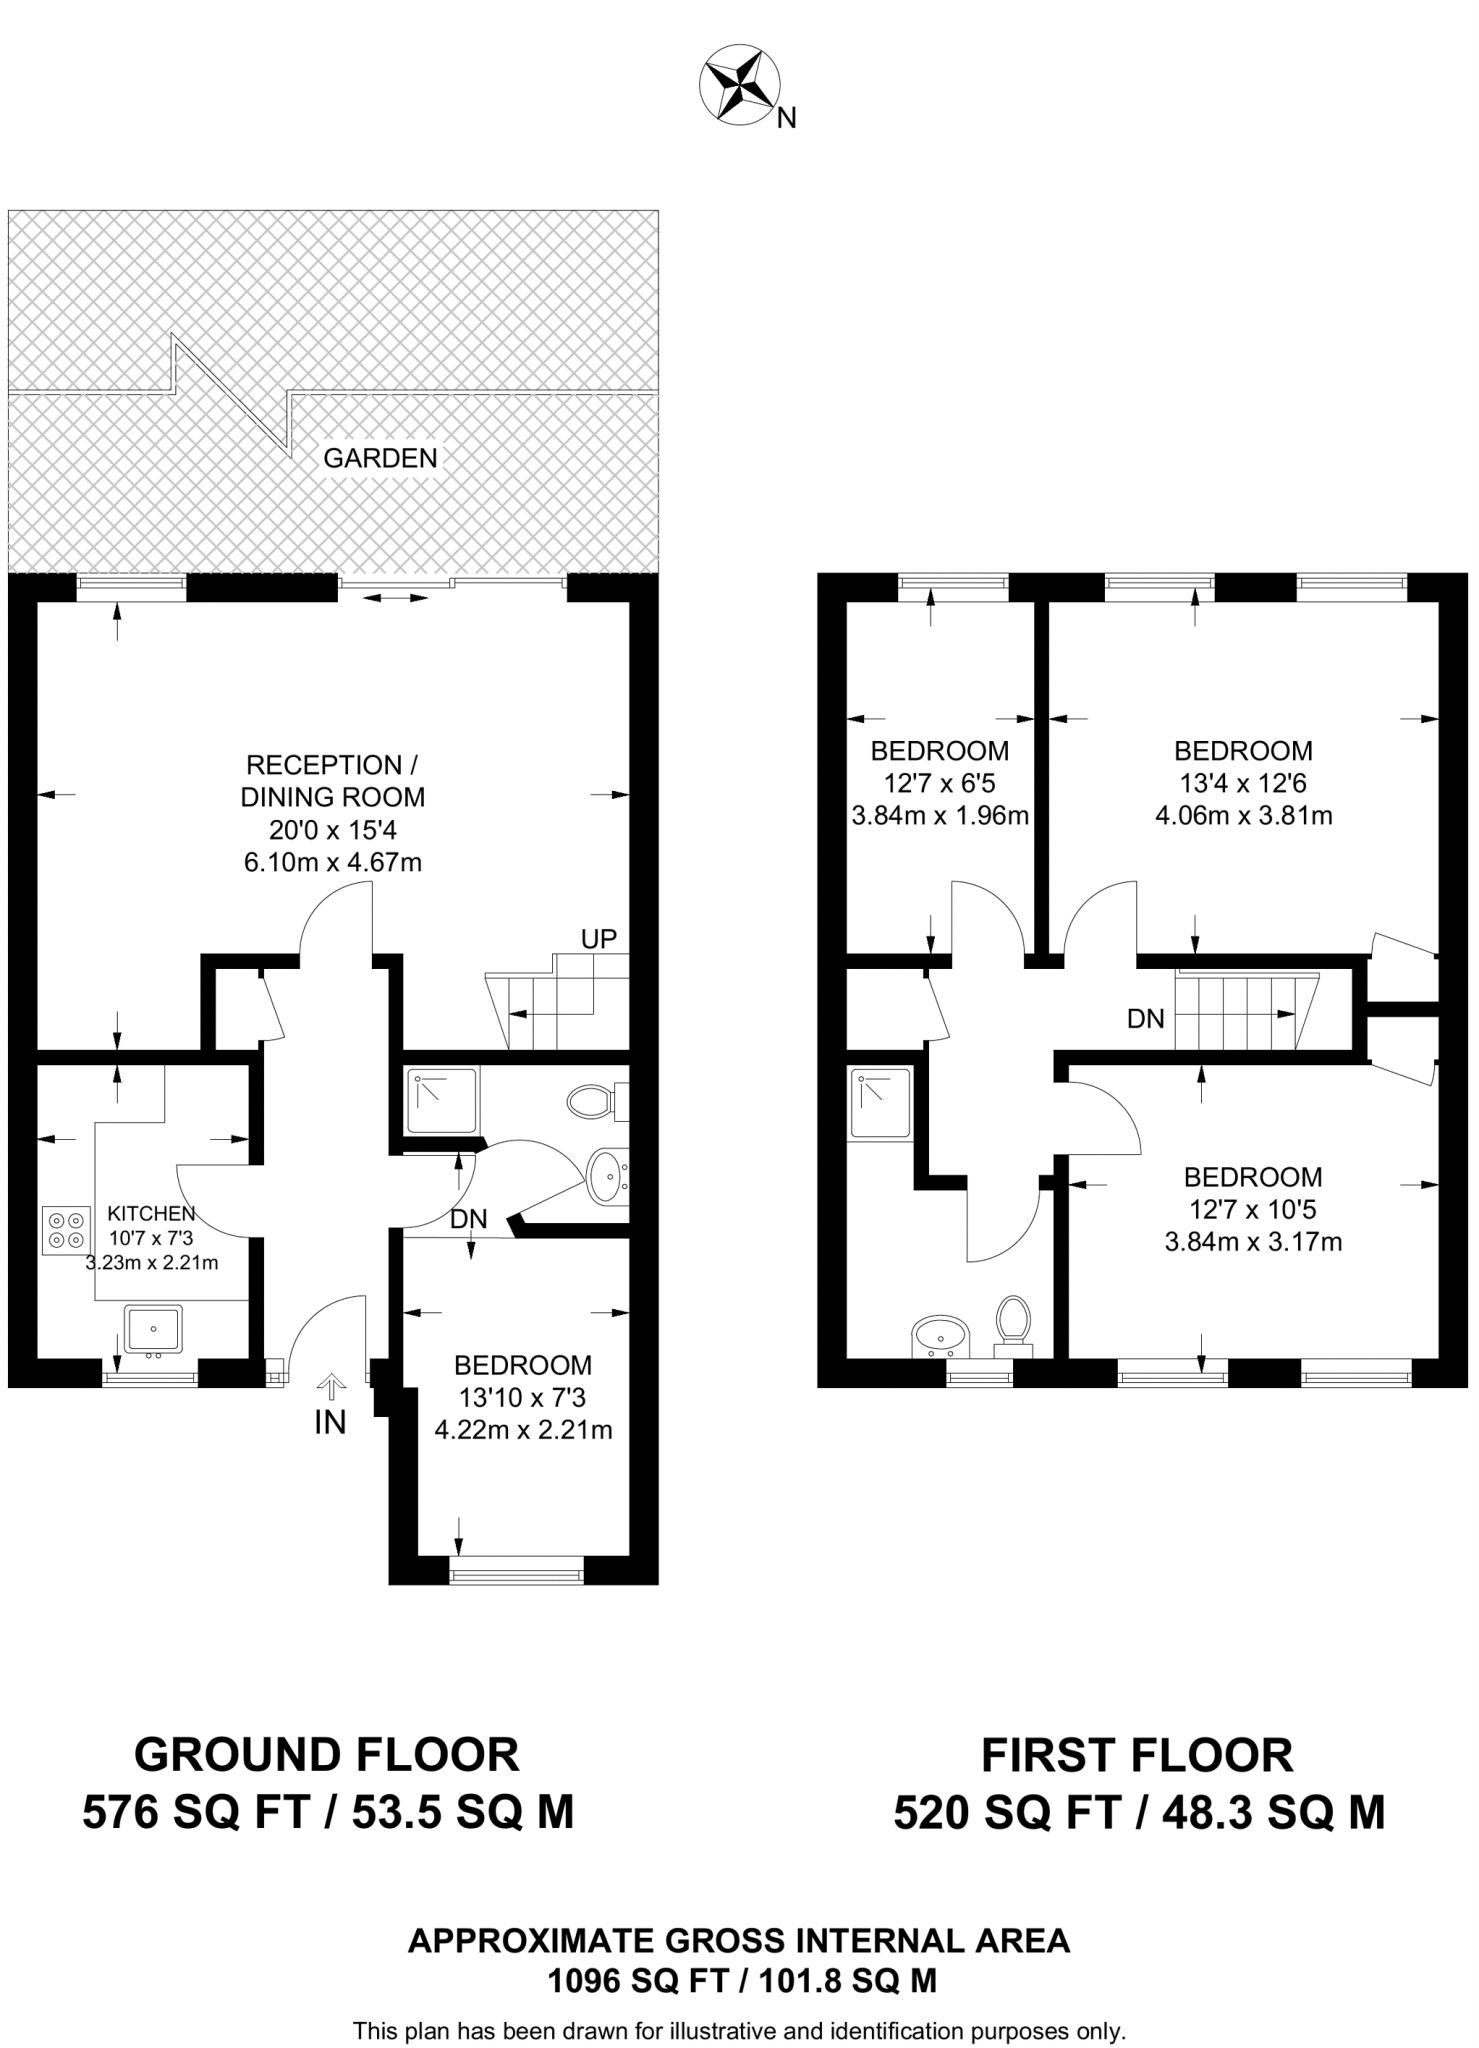 N
GARDEN
RECEPTION /
DINING ROOM
20'0 x 15'4
6.10m x 4.67m
UP
KITCHEN
10'7 x 7'3
3.23m x 2.21m
DN
BEDROOM
13'10 x 7'3
4.22m x 2.21m
IN
BEDROOM
12'7 x 6'5
3.84m x 1.96m
BEDROOM
13'4 x 12'6
4.06m x 3.81m
DN
BEDROOM
12'7 x 10'5
3.84m x 3.17m
GROUND FLOOR
576 SQ FT / 53.5 SQ M
FIRST FLOOR
520 SQ FT / 48.3 SQ M
APPROXIMATE GROSS INTERNAL AREA
1096 SQ FT / 101.8 SQ M
This plan has been drawn for illustrative and identification purposes only.